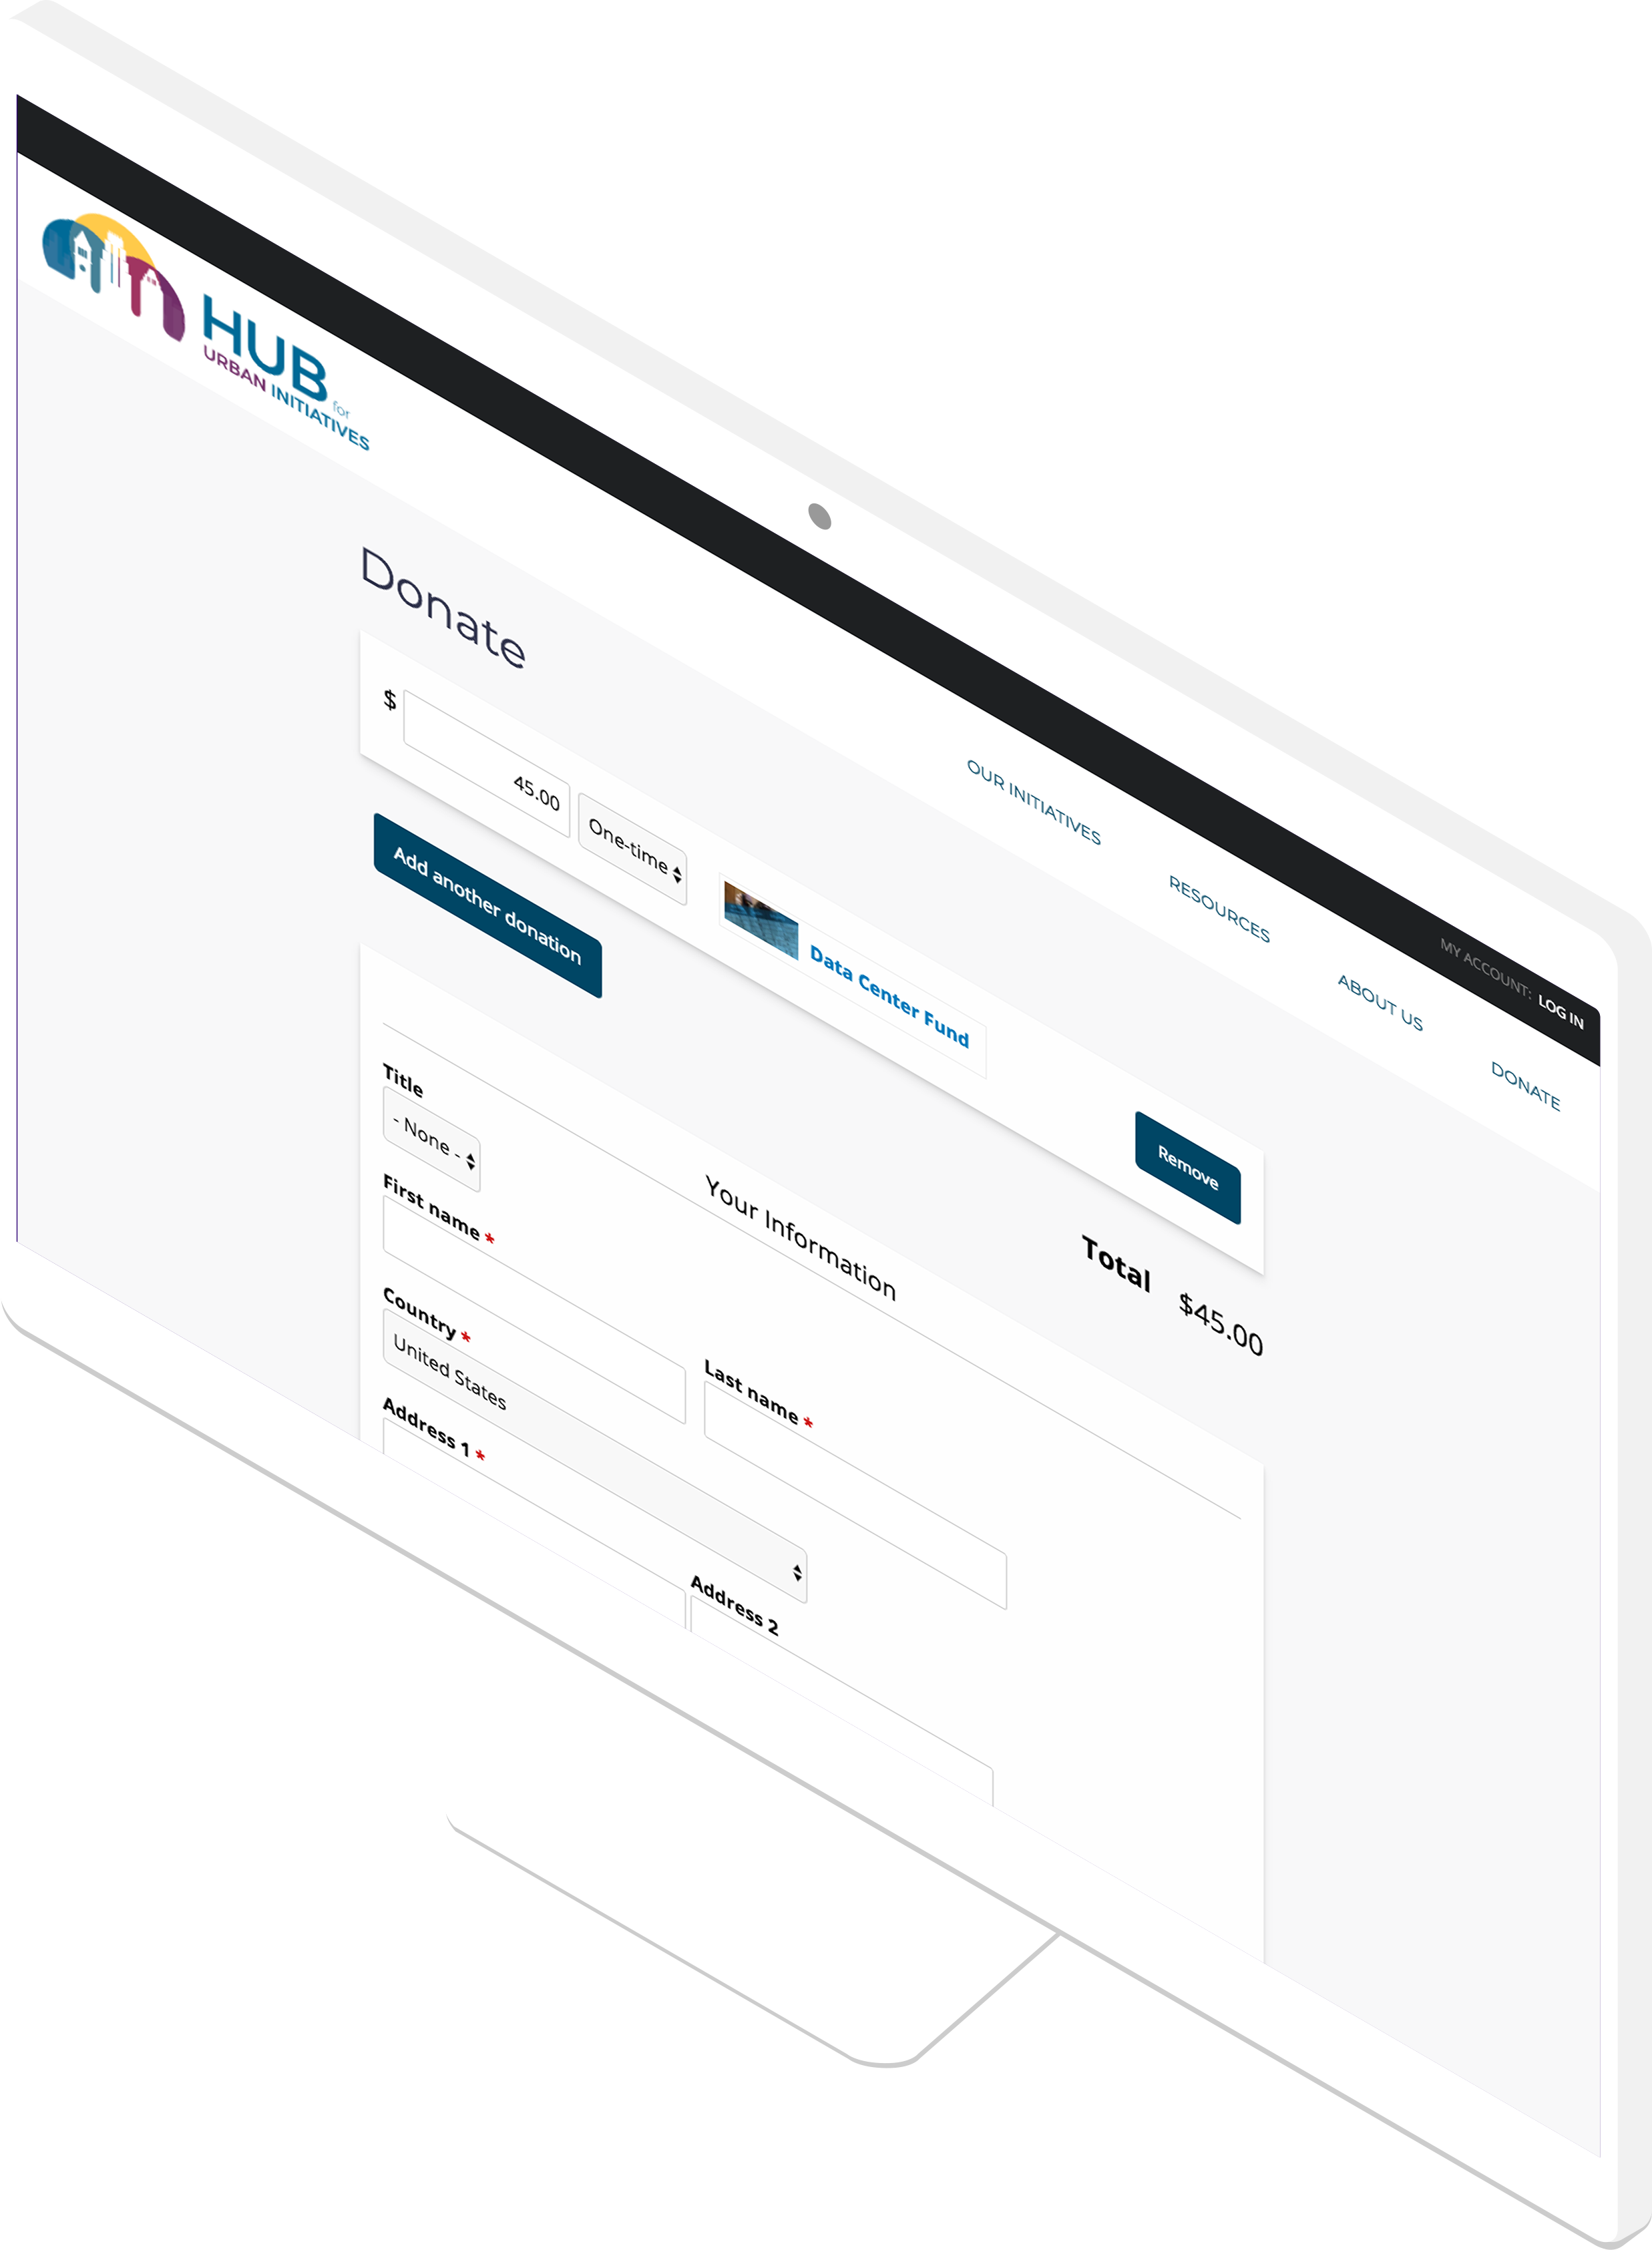 MY ACCOUNT: LOG IN
HUB for
URBAN INITIATIVES
OUR INITIATIVES
RESOURCES
ABOUT US
DONATE
Donate
$ 45.00 One-time
Data Center Fund
Remove
Add another donation
Total $45.00
Your Information
Title
- None -
First name *
Last name *
Country *
United States
Address 1 *
Address 2